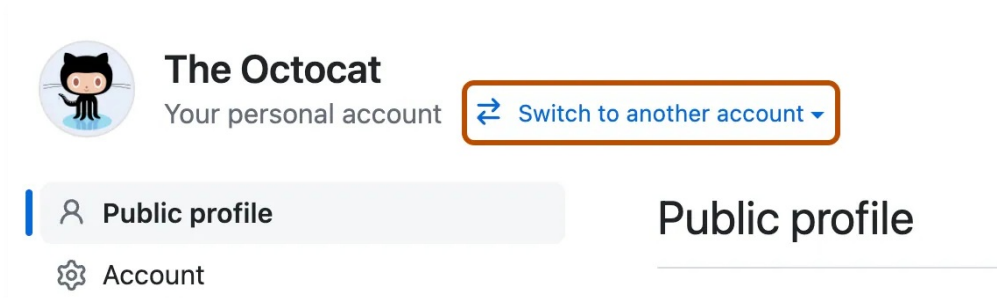 The Octocat
Your personal account
Switch to another account
Public profile
Account
Public profile